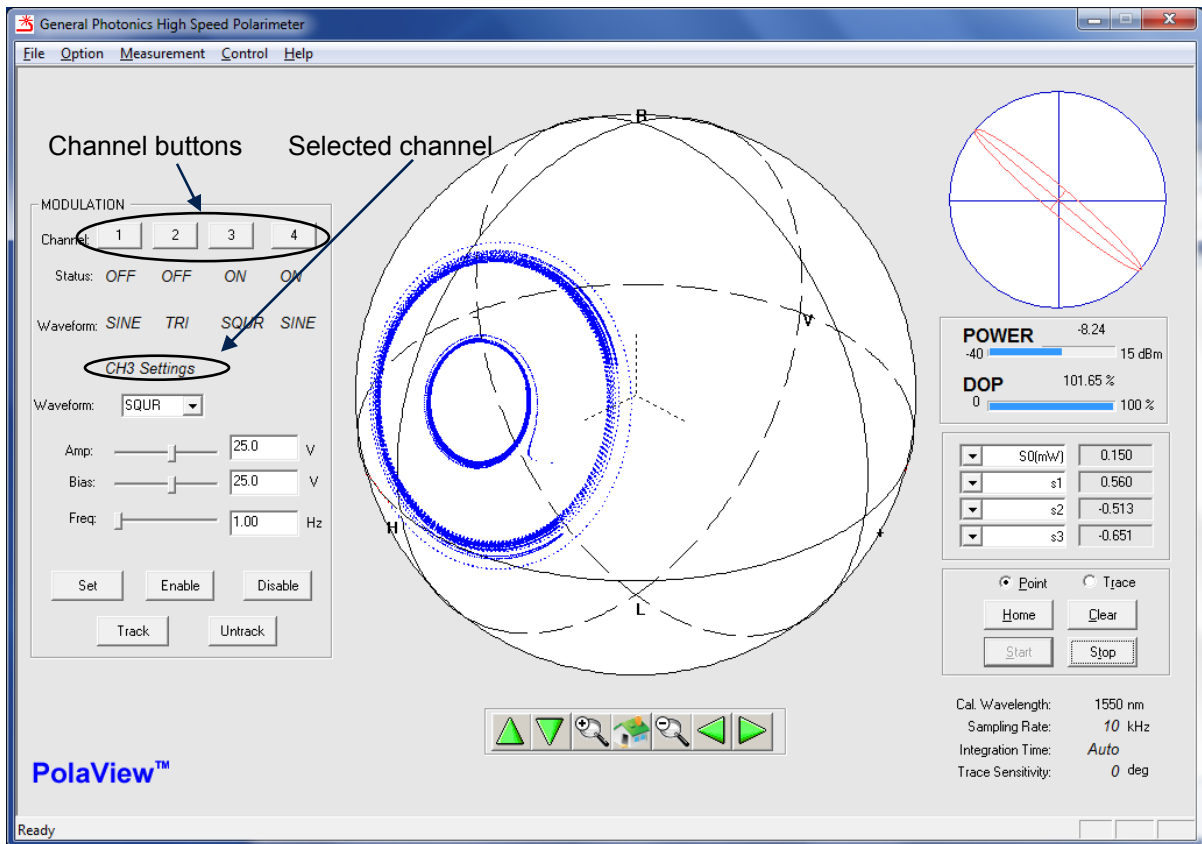 General Photonics High Speed Polarimeter
File Option Measurement Control Help
Channel buttons
Selected channel
MODULATION
Channel: 1 2 3 4
Status: OFF OFF ON ON
Waveform: SINE TRI SQUR SINE
CH3 Settings
Waveform: SQUR
Amp: 25.0 V
Bias: 25.0 V
Freq: 1.00 Hz
Set Enable Disable
Track Untrack
PolaView™
R
V
H
L
POWER -8.24
-40 15 dBm
DOP 101.65 %
0 100 %
S0(mW) 0.150
s1 0.560
s2 -0.513
s3 -0.651
Point Trace
Home Clear
Start Stop
Cal. Wavelength: 1550 nm
Sampling Rate: 10 kHz
Integration Time: Auto
Trace Sensitivity: 0 deg
Ready